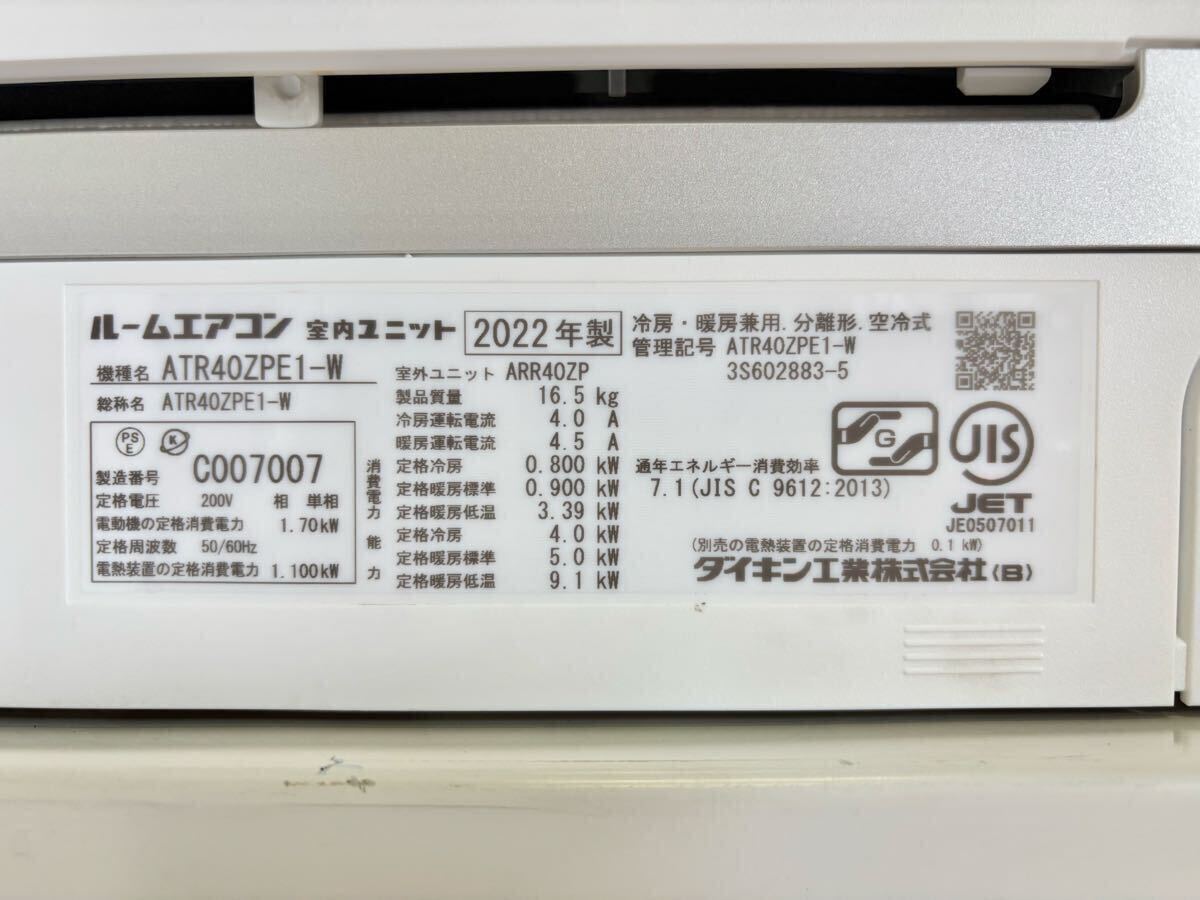 ルームエアコン 室内ユニット 2022年製
冷房・暖房兼用. 分離形. 空冷式
管理記号 ATR40ZPE1-W
3S602883-5
機種名 ATR40ZPE1-W
総称名 ATR40ZPE1-W
PS
E
K
製造番号 C007007
定格電圧 200V 相 単相
電動機の定格消費電力 1.70kW
定格周波数 50/60Hz
電熱装置の定格消費電力 1.100kW
室外ユニット ARR40ZP
製品質量 16.5 kg
冷房運転電流 4.0 A
暖房運転電流 4.5 A
消費電力
定格冷房 0.800 kW
定格暖房標準 0.900 kW
定格暖房低温 3.39 kW
能力
定格冷房 4.0 kW
定格暖房標準 5.0 kW
定格暖房低温 9.1 kW
通年エネルギー消費効率
7.1(JIS C 9612:2013)
G
JIS
JET
JE0507011
(別売の電熱装置の定格消費電力 0.1 kW)
ダイキン工業株式会社(B)